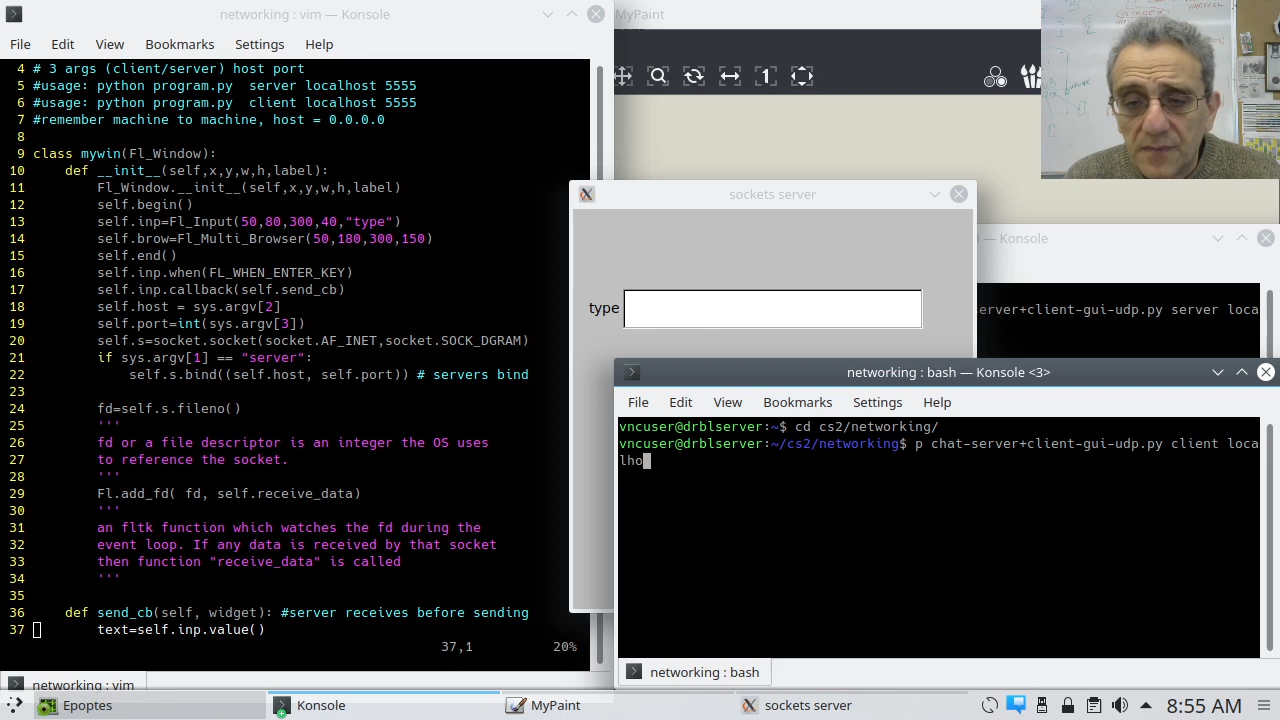 networking : vim — Konsole
File Edit View Bookmarks Settings Help
4 # 3 args (client/server) host port
5 #usage: python program.py  server localhost 5555
6 #usage: python program.py  client localhost 5555
7 #remember machine to machine, host = 0.0.0.0
8
9 class mywin(Fl_Window):
10     def __init__(self,x,y,w,h,label):
11         Fl_Window.__init__(self,x,y,w,h,label)
12         self.begin()
13         self.inp=Fl_Input(50,80,300,40,"type")
14         self.brow=Fl_Multi_Browser(50,180,300,150)
15         self.end()
16         self.inp.when(FL_WHEN_ENTER_KEY)
17         self.inp.callback(self.send_cb)
18         self.host = sys.argv[2]
19         self.port=int(sys.argv[3])
20         self.s=socket.socket(socket.AF_INET,socket.SOCK_DGRAM)
21         if sys.argv[1] == "server":
22             self.s.bind((self.host, self.port)) # servers bind
23
24         fd=self.s.fileno()
25         '''
26         fd or a file descriptor is an integer the OS uses
27         to reference the socket.
28         '''
29         Fl.add_fd( fd, self.receive_data)
30         '''
31         an fltk function which watches the fd during the
32         event loop. If any data is received by that socket
33         then function "receive_data" is called
34         '''
35
36     def send_cb(self, widget): #server receives before sending
37         text=self.inp.value()
37,1 20%
networking : vim
MyPaint
sockets server
type
— Konsole
erver+client-gui-udp.py server loca
networking : bash — Konsole <3>
File Edit View Bookmarks Settings Help
vncuser@drblserver:~$ cd cs2/networking/
vncuser@drblserver:~/cs2/networking$ p chat-server+client-gui-udp.py client loca
lho
networking : bash
Epoptes
Konsole
MyPaint
sockets server
8:55 AM